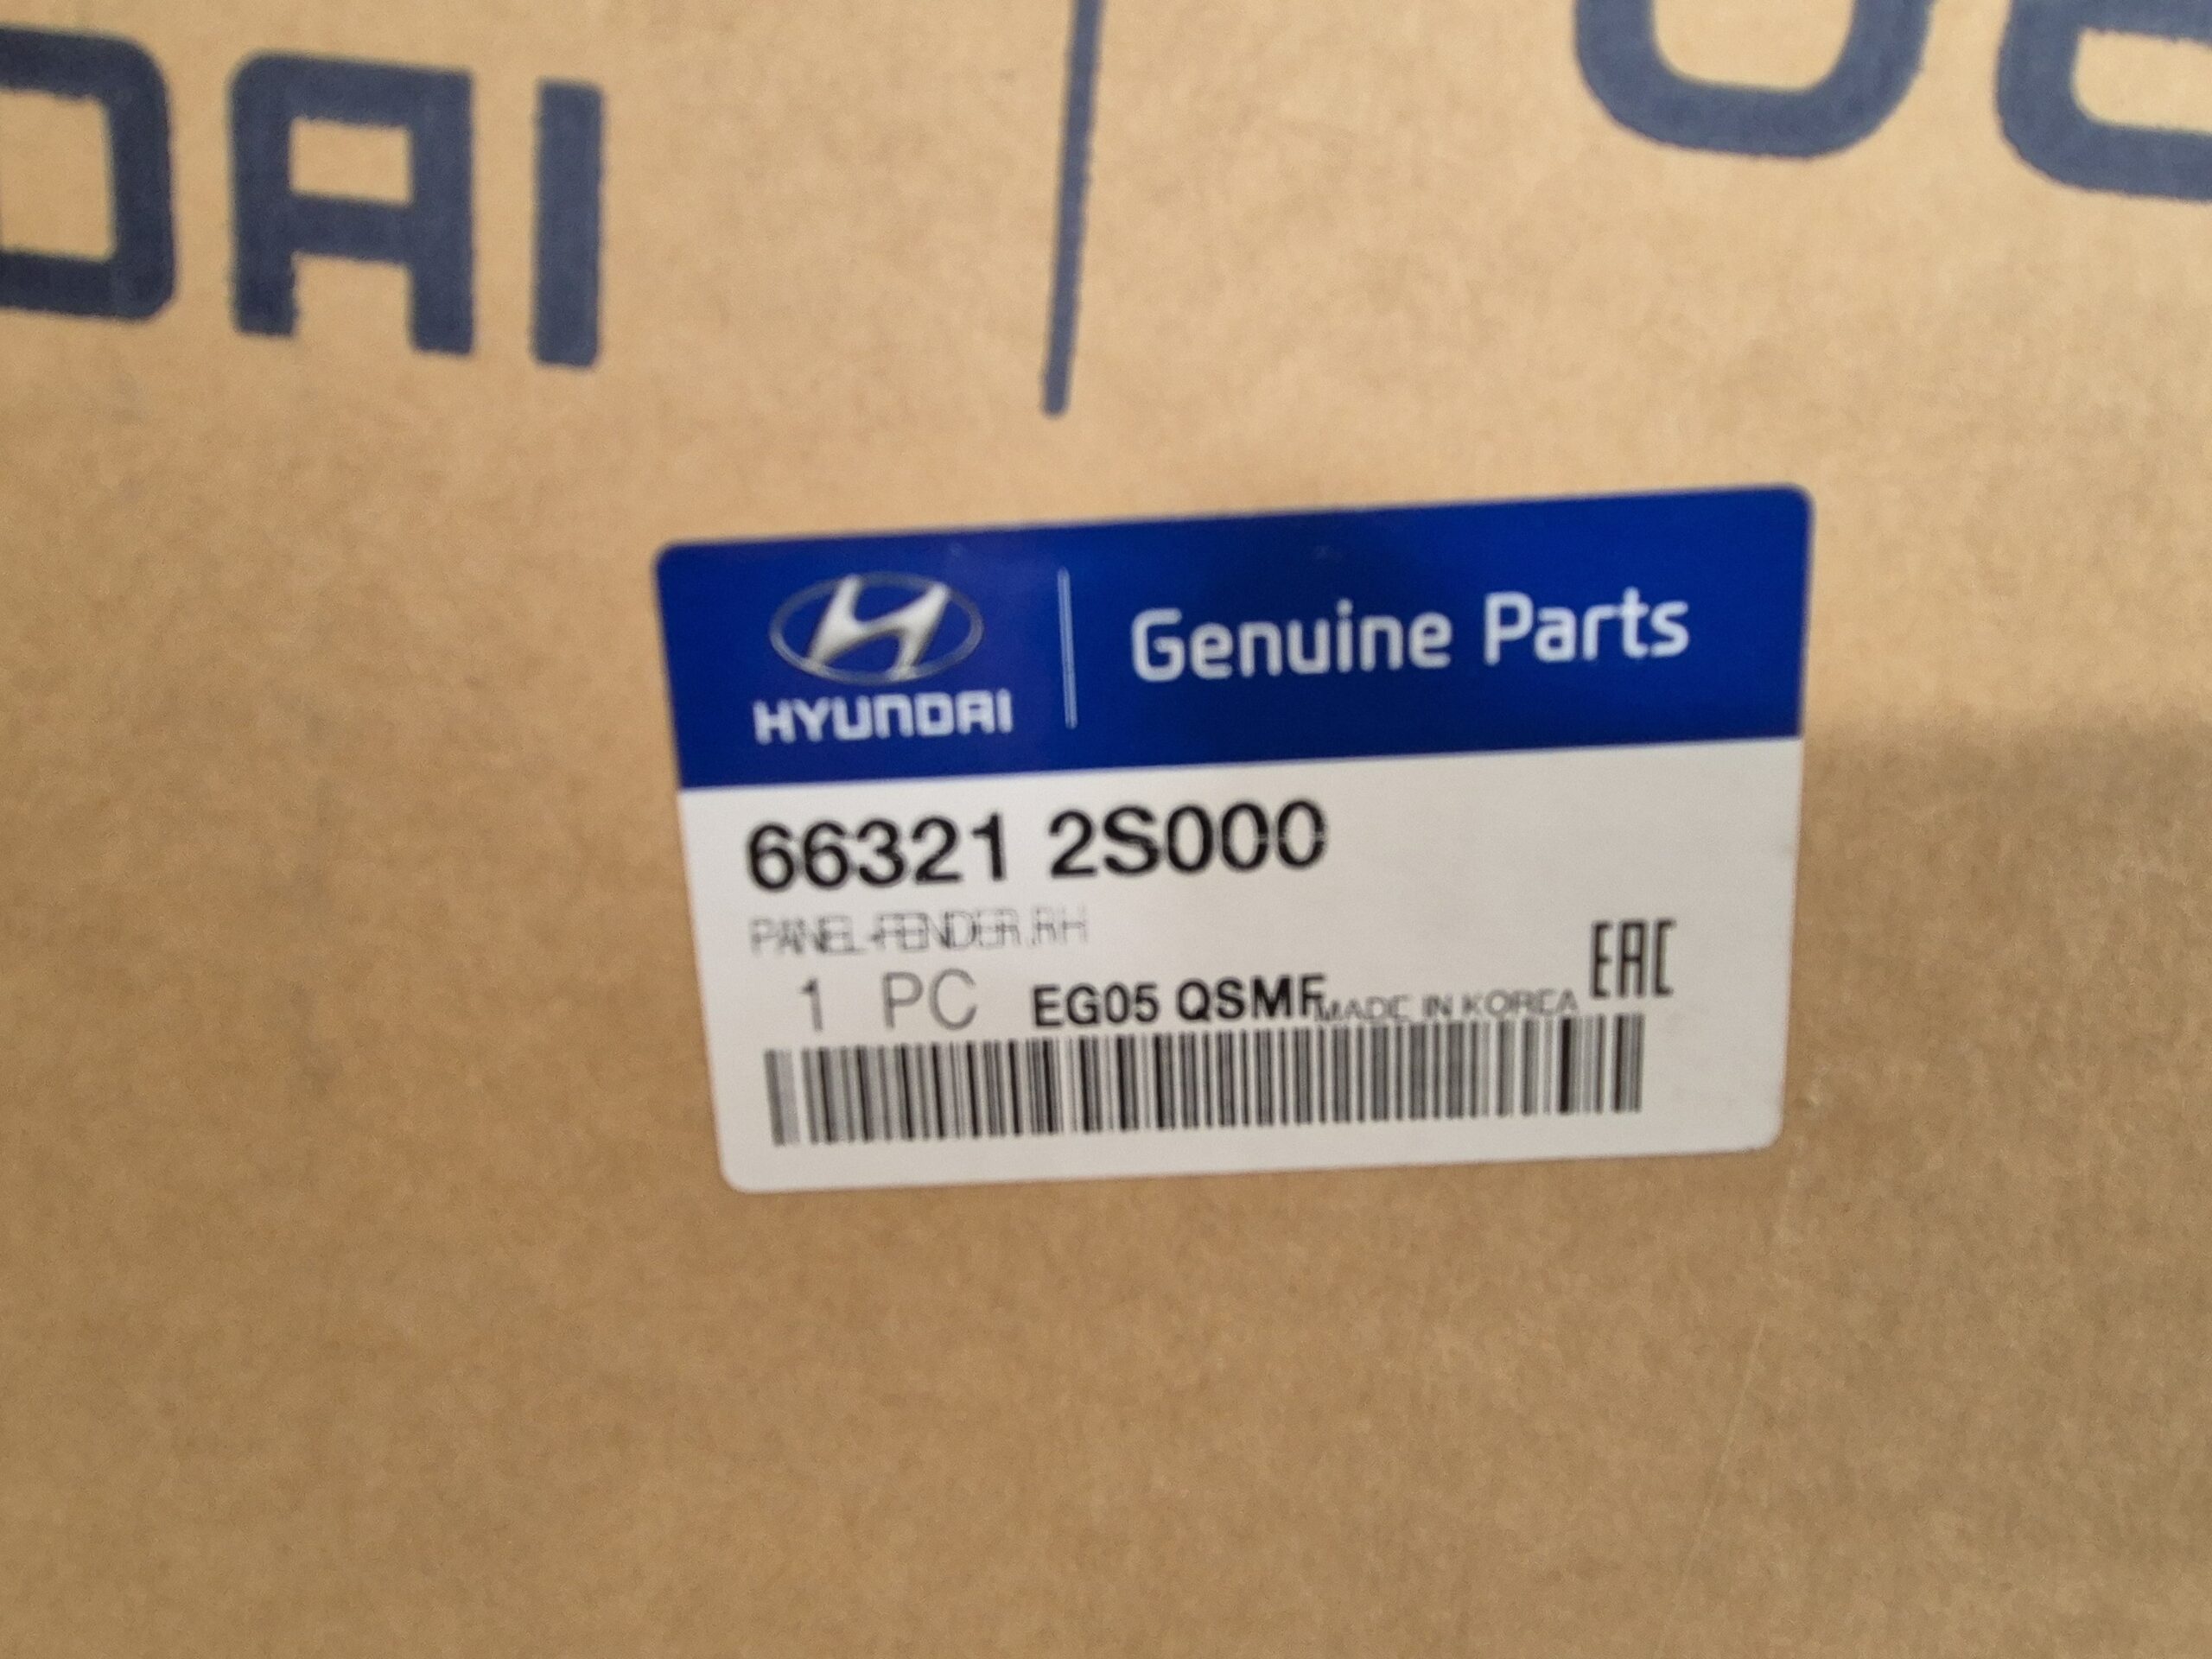 DAI
HYUNDAI
Genuine Parts
66321 2S000
PANEL-FENDER,RH
1 PC EG05 QSMF MADE IN KOREA
EAC